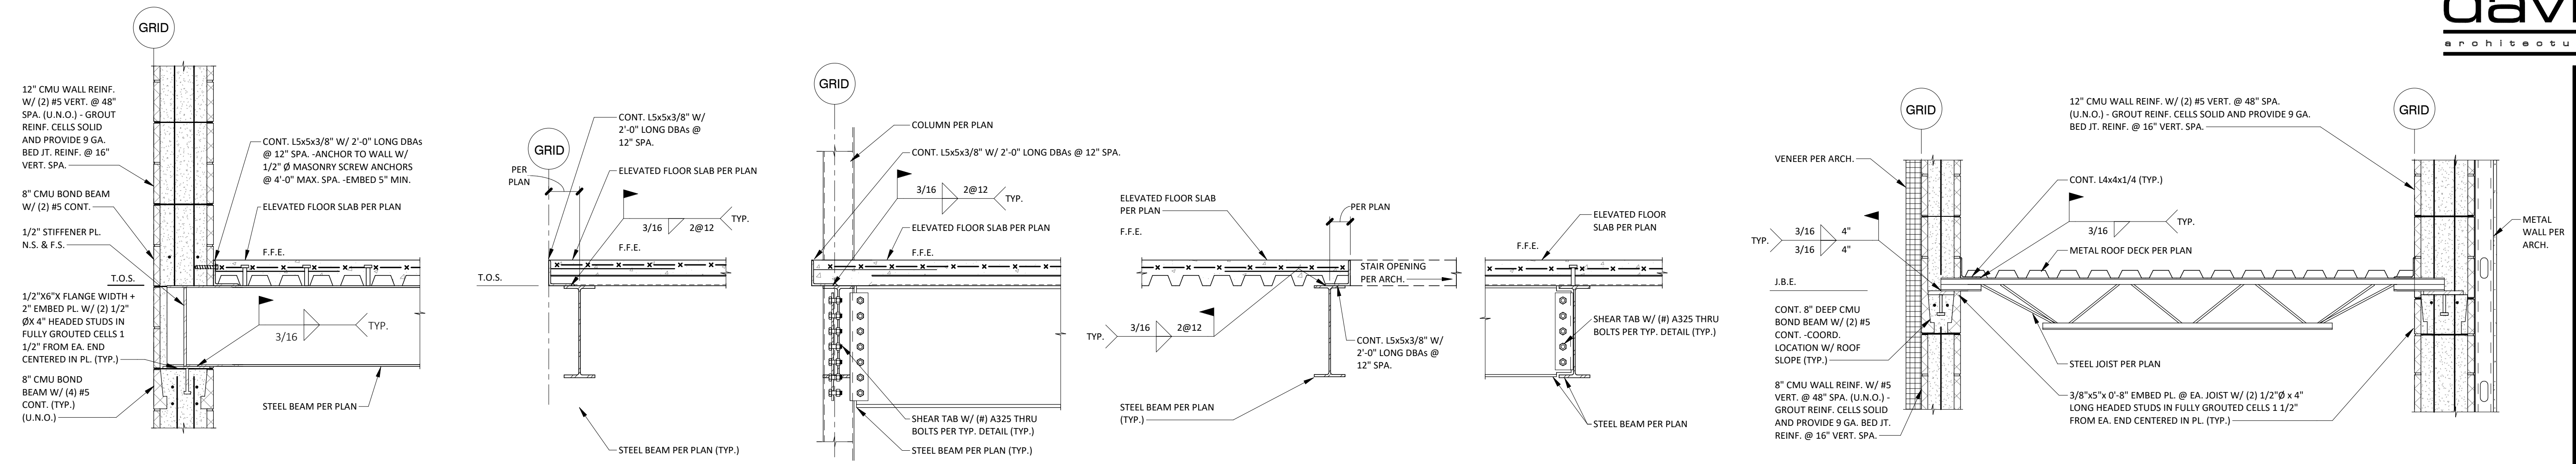 GRID
12" CMU WALL REINF.
W/ (2) #5 VERT. @ 48"
SPA. (U.N.O.) - GROUT
REINF. CELLS SOLID
AND PROVIDE 9 GA.
BED JT. REINF. @ 16"
VERT. SPA.
8" CMU BOND BEAM
W/ (2) #5 CONT.
1/2" STIFFENER PL.
N.S. & F.S.
T.O.S.
1/2"X6"X FLANGE WIDTH +
2" EMBED PL. W/ (2) 1/2"
ØX 4" HEADED STUDS IN
FULLY GROUTED CELLS 1
1/2" FROM EA. END
CENTERED IN PL. (TYP.)
8" CMU BOND
BEAM W/ (4) #5
CONT. (TYP.)
(U.N.O.)
CONT. L5x5x3/8" W/ 2'-0" LONG DBAs
@ 12" SPA. -ANCHOR TO WALL W/
1/2" Ø MASONRY SCREW ANCHORS
@ 4'-0" MAX. SPA. -EMBED 5" MIN.
ELEVATED FLOOR SLAB PER PLAN
F.F.E.
3/16
TYP.
STEEL BEAM PER PLAN
GRID
PER
PLAN
T.O.S.
CONT. L5x5x3/8" W/
2'-0" LONG DBAs @
12" SPA.
ELEVATED FLOOR SLAB PER PLAN
3/16 2@12
TYP.
F.F.E.
STEEL BEAM PER PLAN (TYP.)
GRID
COLUMN PER PLAN
CONT. L5x5x3/8" W/ 2'-0" LONG DBAs @ 12" SPA.
3/16 2@12
TYP.
ELEVATED FLOOR SLAB PER PLAN
F.F.E.
SHEAR TAB W/ (#) A325 THRU
BOLTS PER TYP. DETAIL (TYP.)
STEEL BEAM PER PLAN (TYP.)
ELEVATED FLOOR SLAB
PER PLAN
F.F.E.
PER PLAN
STAIR OPENING
PER ARCH.
3/16 2@12
TYP.
CONT. L5x5x3/8" W/
2'-0" LONG DBAs @
12" SPA.
STEEL BEAM PER PLAN
(TYP.)
ELEVATED FLOOR
SLAB PER PLAN
F.F.E.
SHEAR TAB W/ (#) A325 THRU
BOLTS PER TYP. DETAIL (TYP.)
STEEL BEAM PER PLAN
GRID
GRID
VENEER PER ARCH.
TYP.
3/16 4"
3/16 4"
J.B.E.
CONT. 8" DEEP CMU
BOND BEAM W/ (2) #5
CONT. -COORD.
LOCATION W/ ROOF
SLOPE (TYP.)
8" CMU WALL REINF. W/ #5
VERT. @ 48" SPA. (U.N.O.) -
GROUT REINF. CELLS SOLID
AND PROVIDE 9 GA. BED JT.
REINF. @ 16" VERT. SPA.
12" CMU WALL REINF. W/ (2) #5 VERT. @ 48" SPA.
(U.N.O.) - GROUT REINF. CELLS SOLID AND PROVIDE 9 GA.
BED JT. REINF. @ 16" VERT. SPA.
CONT. L4x4x1/4 (TYP.)
3/16
TYP.
METAL ROOF DECK PER PLAN
STEEL JOIST PER PLAN
3/8"x5"x 0'-8" EMBED PL. @ EA. JOIST W/ (2) 1/2"Ø x 4"
LONG HEADED STUDS IN FULLY GROUTED CELLS 1 1/2"
FROM EA. END CENTERED IN PL. (TYP.)
METAL
WALL PER
ARCH.
davi
architectu